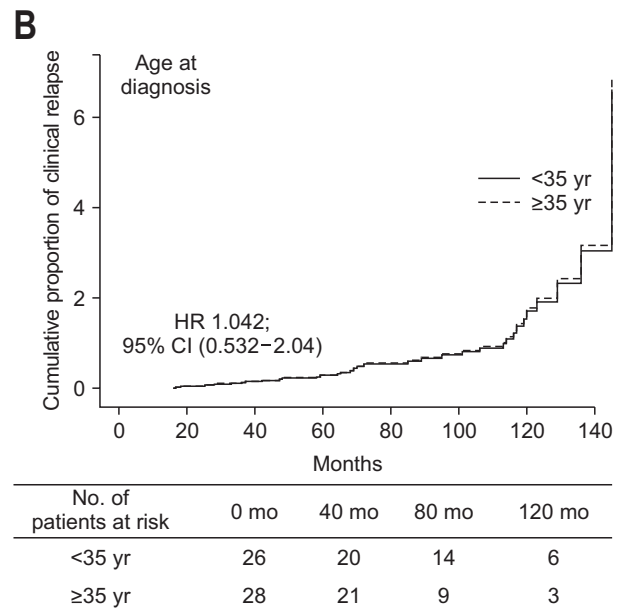 B
Age at
diagnosis
Cumulative proportion of clinical relapse
6
4
2
0
<35 yr
≥35 yr
HR 1.042;
95% CI (0.532−2.04)
0 20 40 60 80 100 120 140
Months
No. of
patients at risk 0 mo 40 mo 80 mo 120 mo
<35 yr 26 20 14 6
≥35 yr 28 21 9 3